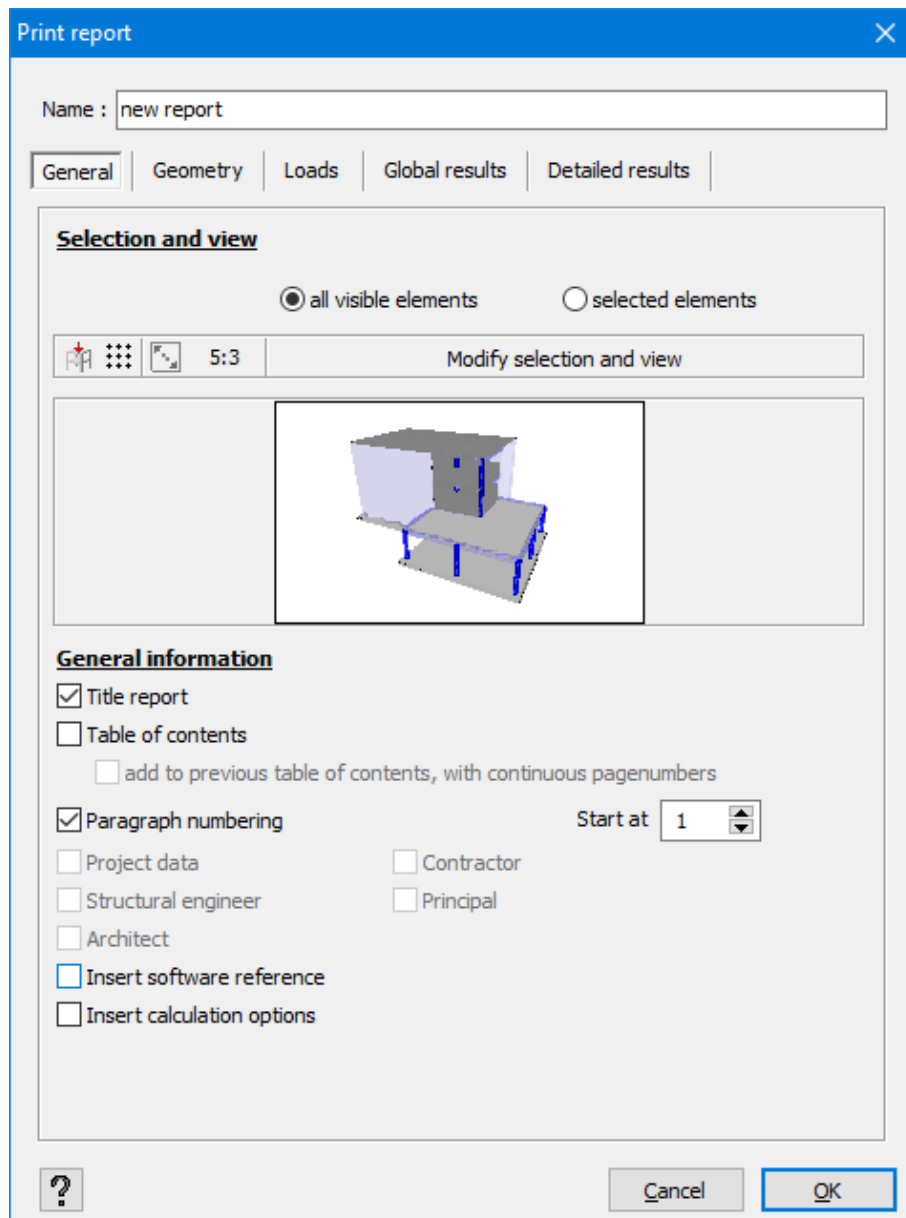 Print report
Name : new report
General Geometry Loads Global results Detailed results
Selection and view
all visible elements selected elements
5:3 Modify selection and view
General information
Title report
Table of contents
add to previous table of contents, with continuous pagenumbers
Paragraph numbering Start at 1
Project data Contractor
Structural engineer Principal
Architect
Insert software reference
Insert calculation options
? Cancel OK